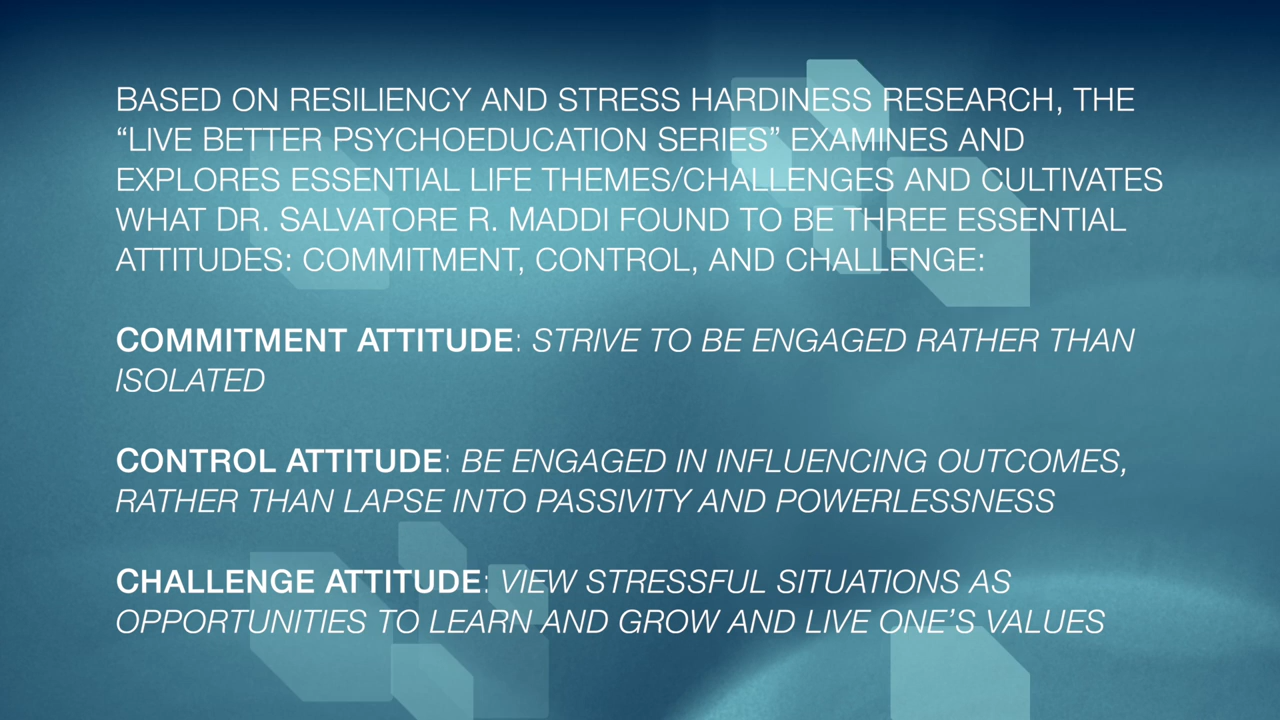 BASED ON RESILIENCY AND STRESS HARDINESS RESEARCH, THE
“LIVE BETTER PSYCHOEDUCATION SERIES” EXAMINES AND
EXPLORES ESSENTIAL LIFE THEMES/CHALLENGES AND CULTIVATES
WHAT DR. SALVATORE R. MADDI FOUND TO BE THREE ESSENTIAL
ATTITUDES: COMMITMENT, CONTROL, AND CHALLENGE:
COMMITMENT ATTITUDE: STRIVE TO BE ENGAGED RATHER THAN
ISOLATED
CONTROL ATTITUDE: BE ENGAGED IN INFLUENCING OUTCOMES,
RATHER THAN LAPSE INTO PASSIVITY AND POWERLESSNESS
CHALLENGE ATTITUDE: VIEW STRESSFUL SITUATIONS AS
OPPORTUNITIES TO LEARN AND GROW AND LIVE ONE’S VALUES